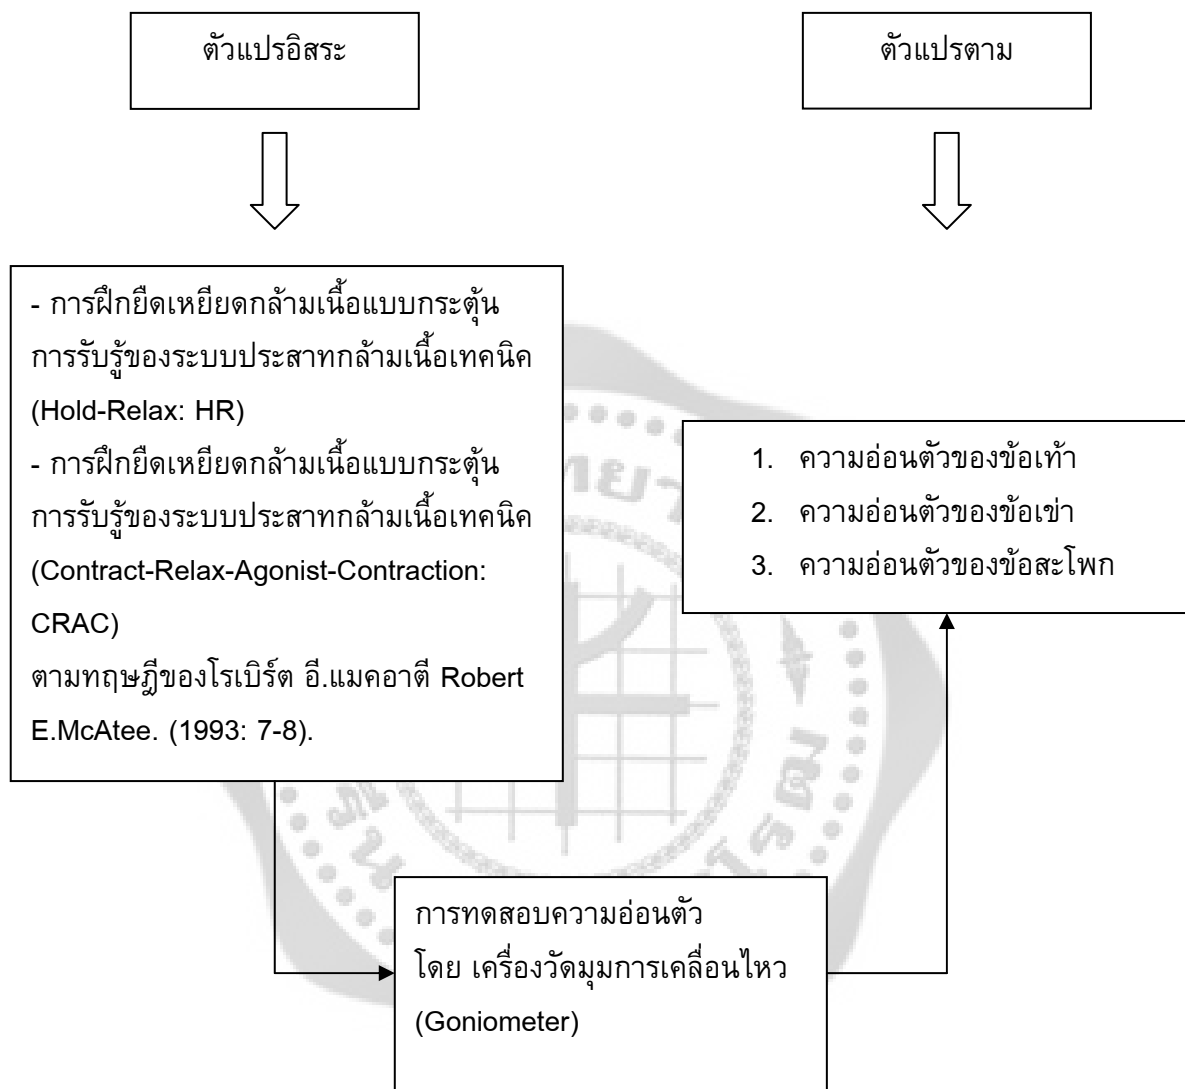 ตัวแปรอิสระ
ตัวแปรตาม
- การฝึกยืดเหยียดกล้ามเนื้อแบบกระตุ้น
การรับรู้ของระบบประสาทกล้ามเนื้อเทคนิค
(Hold-Relax: HR)
- การฝึกยืดเหยียดกล้ามเนื้อแบบกระตุ้น
การรับรู้ของระบบประสาทกล้ามเนื้อเทคนิค
(Contract-Relax-Agonist-Contraction:
CRAC)
ตามทฤษฎีของโรเบิร์ต อี.แมคอาตี Robert
E.McAtee. (1993: 7-8).
1. ความอ่อนตัวของข้อเท้า
2. ความอ่อนตัวของข้อเข่า
3. ความอ่อนตัวของข้อสะโพก
การทดสอบความอ่อนตัว
โดย เครื่องวัดมุมการเคลื่อนไหว
(Goniometer)